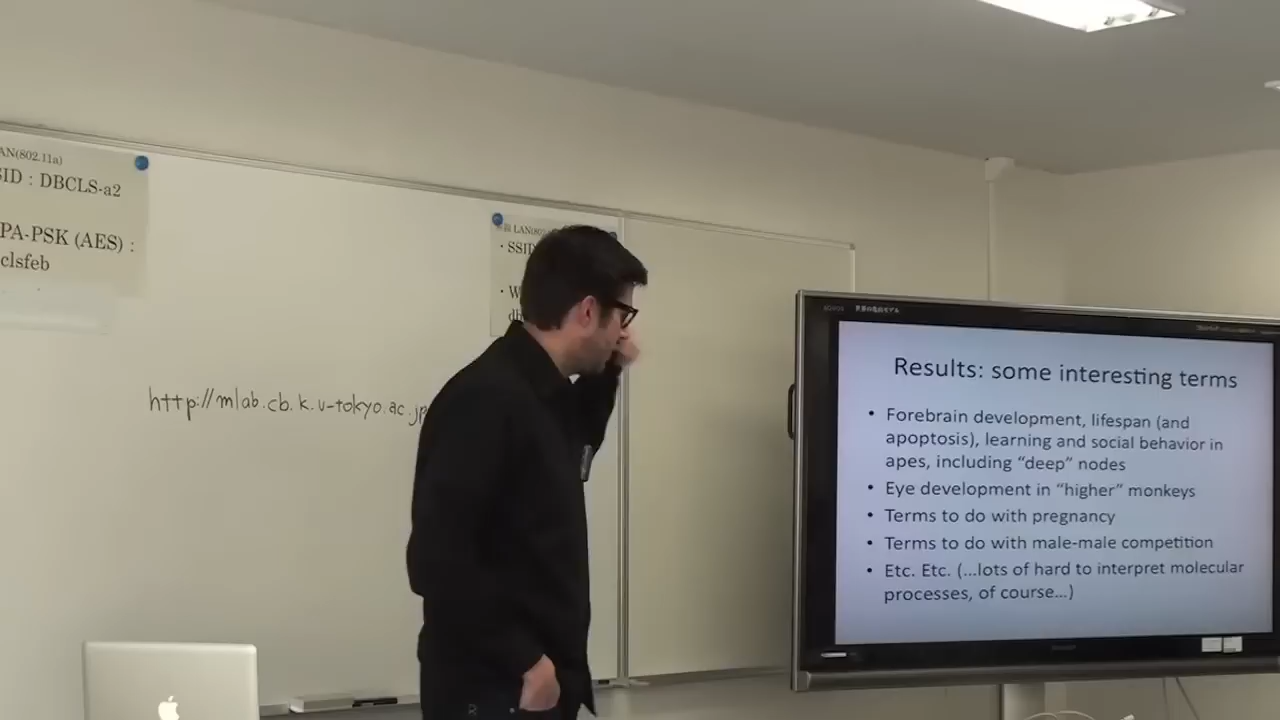 AN(802.11a)
SID : DBCLS-a2
PA-PSK (AES) :
clsfeb
LAN(802
・SSID
・W
http://mlab.cb.k.u-tokyo.ac.jp
Results: some interesting terms
• Forebrain development, lifespan (and
apoptosis), learning and social behavior in
apes, including “deep” nodes
• Eye development in “higher” monkeys
• Terms to do with pregnancy
• Terms to do with male-male competition
• Etc. Etc. (…lots of hard to interpret molecular
processes, of course…)